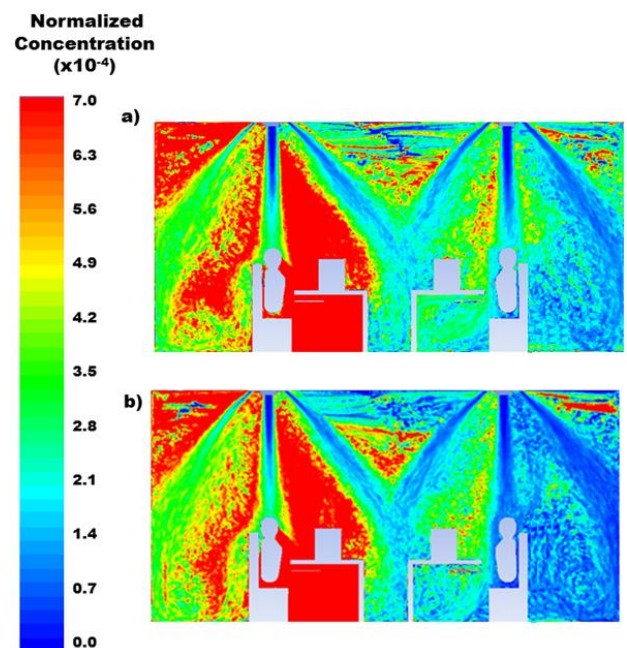 Normalized
Concentration
(x10⁻⁴)
7.0
6.3
5.6
4.9
4.2
3.5
2.8
2.1
1.4
0.7
0.0
a)
b)